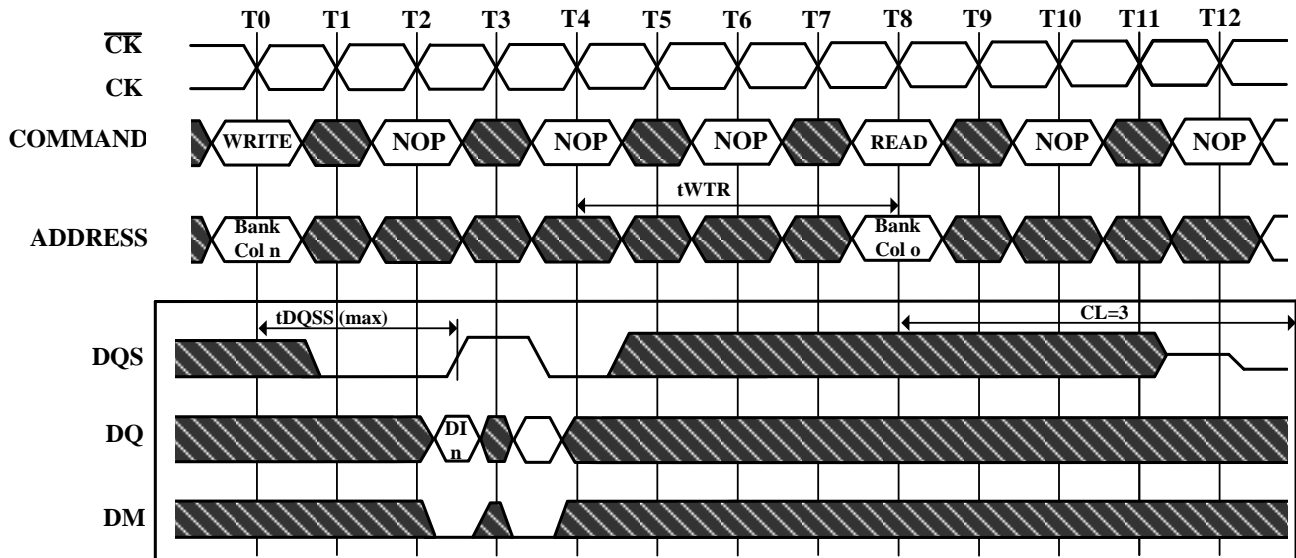 T0 T1 T2 T3 T4 T5 T6 T7 T8 T9 T10 T11 T12
CK
CK
COMMAND WRITE NOP NOP NOP READ NOP NOP
tWTR
ADDRESS Bank Col n Bank Col o
tDQSS (max) CL=3
DQS
DQ DI n
DM